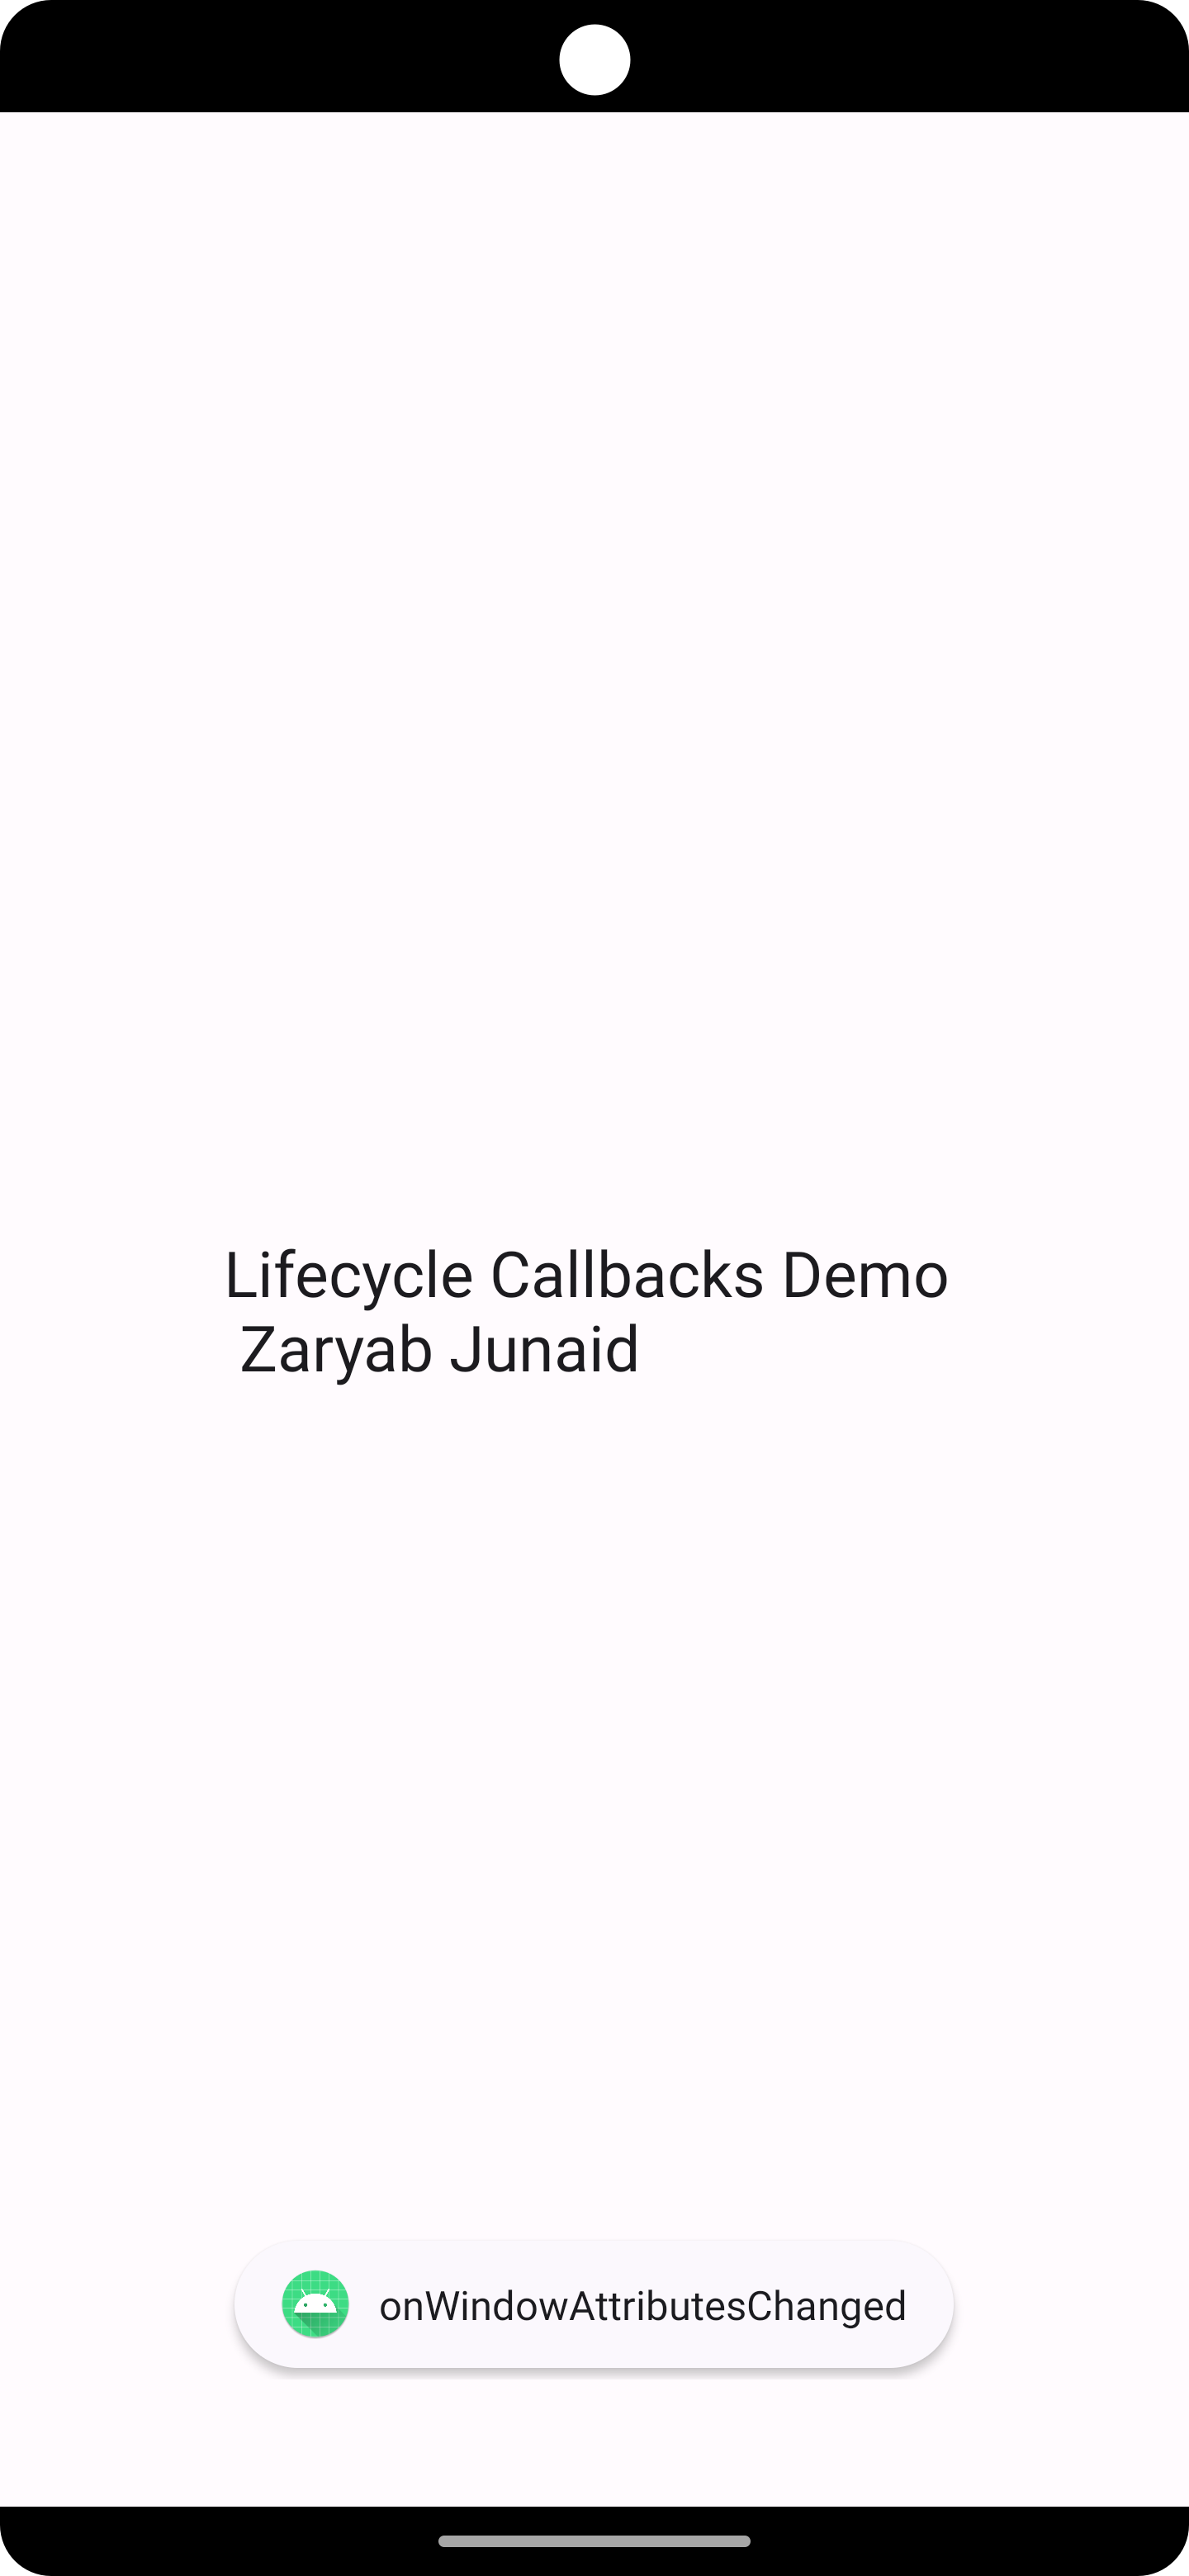 Lifecycle Callbacks Demo
Zaryab Junaid
onWindowAttributesChanged